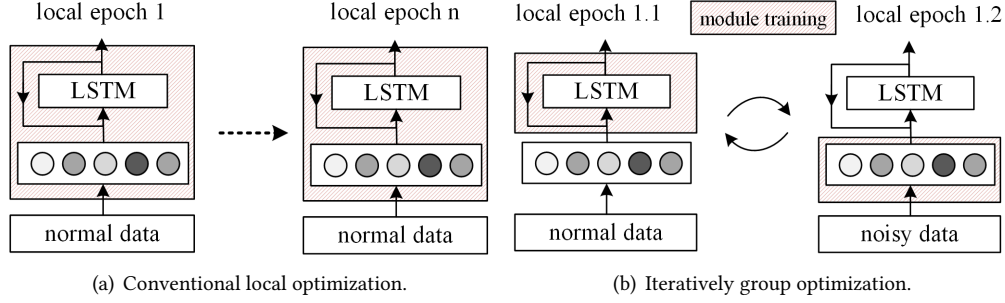 local epoch 1
local epoch n
local epoch 1.1
module training
local epoch 1.2
LSTM
LSTM
LSTM
LSTM
normal data
normal data
normal data
noisy data
(a) Conventional local optimization.
(b) Iteratively group optimization.